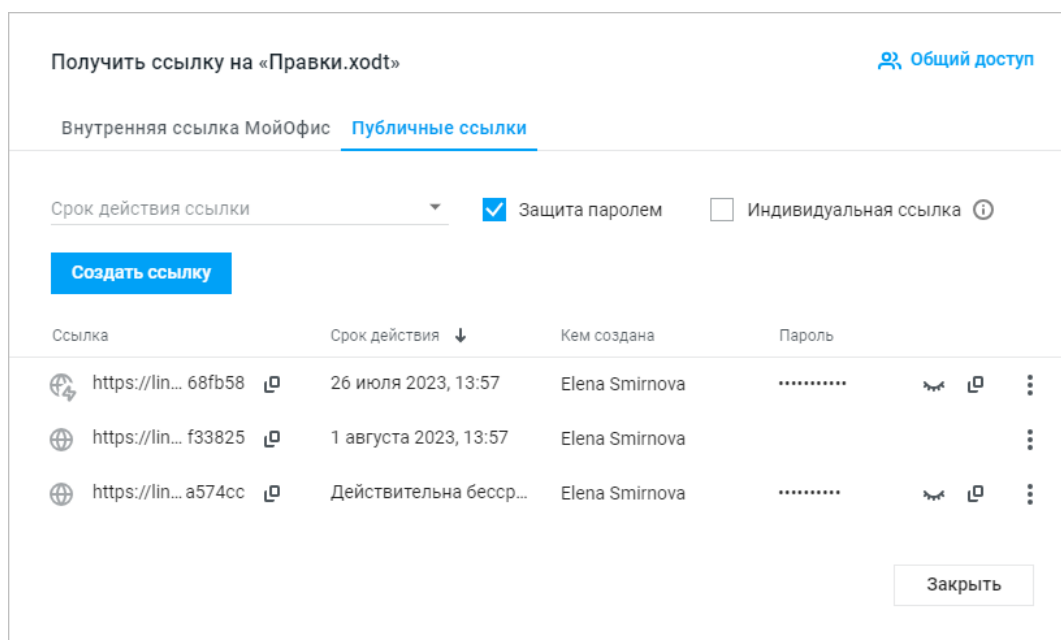 Получить ссылку на «Правки.xodt» Общий доступ
Внутренняя ссылка МойОфис Публичные ссылки
Срок действия ссылки Защита паролем Индивидуальная ссылка
Создать ссылку
Ссылка Срок действия Кем создана Пароль
https://lin... 68fb58 26 июля 2023, 13:57 Elena Smirnova •••••••••••
https://lin... f33825 1 августа 2023, 13:57 Elena Smirnova
https://lin... a574cc Действительна бесср... Elena Smirnova ••••••••••
Закрыть